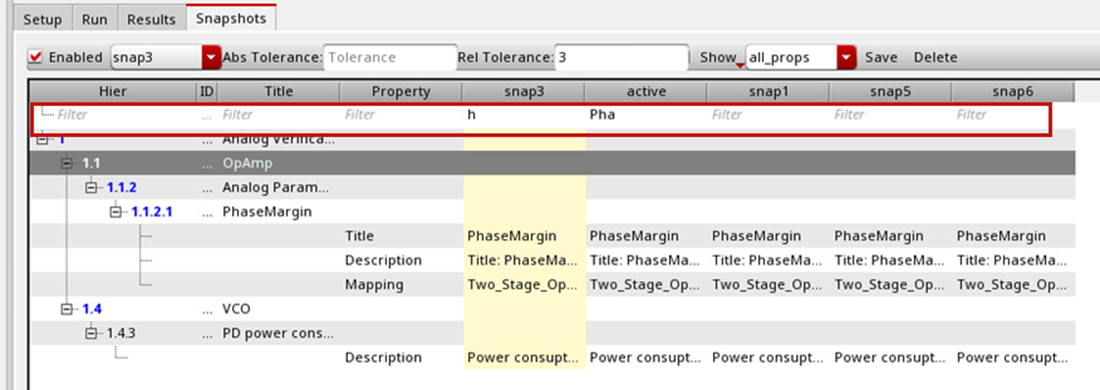 Setup Run Results Snapshots
Enabled snap3 Abs Tolerance: Tolerance Rel Tolerance: 3 Show all_props Save Delete
Hier ID Title Property snap3 active snap1 snap5 snap6
Filter ... Filter Filter h Pha Filter Filter Filter
1 ... Analog Verifica...
1.1 ... OpAmp
1.1.2 ... Analog Param...
1.1.2.1 ... PhaseMargin
Title PhaseMargin PhaseMargin PhaseMargin PhaseMargin PhaseMargin
Description Title: PhaseMa... Title: PhaseMa... Title: PhaseMa... Title: PhaseMa... Title: PhaseMa...
Mapping Two_Stage_Op... Two_Stage_Op... Two_Stage_Op... Two_Stage_Op... Two_Stage_Op...
1.4 ... VCO
1.4.3 ... PD power cons...
Description Power consupt... Power consupt... Power consupt... Power consupt... Power consupt...